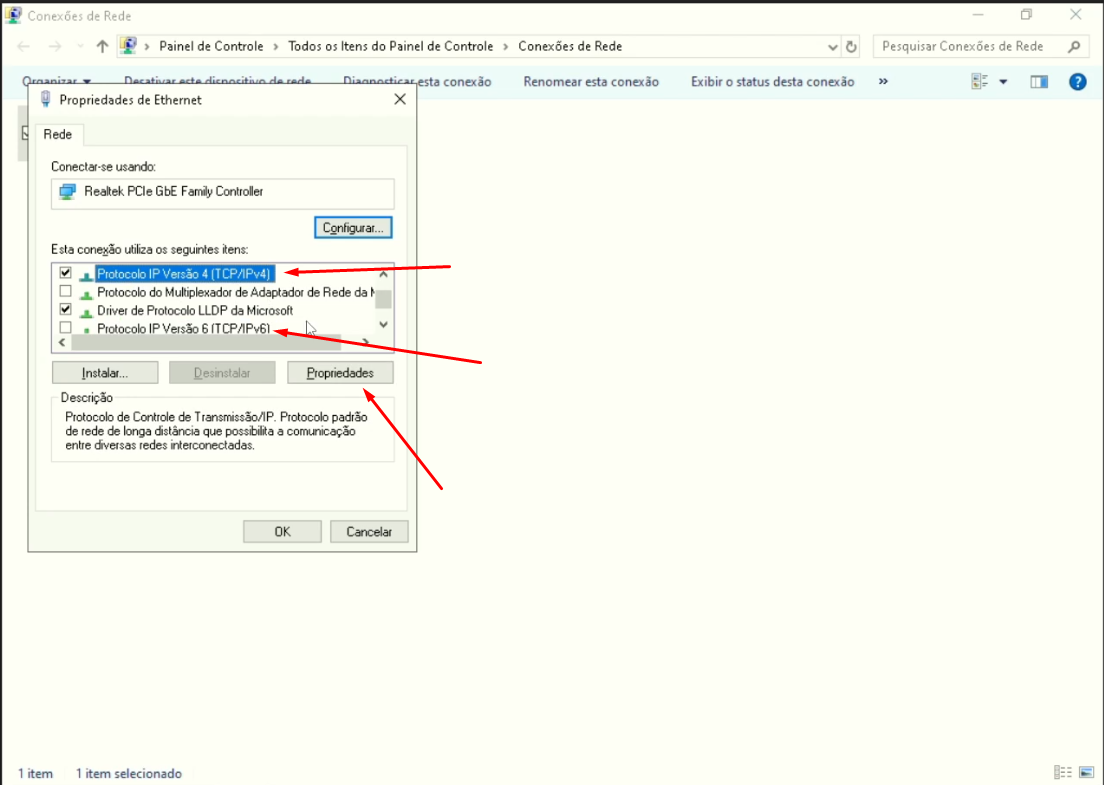 Conexões de Rede
Painel de Controle > Todos os Itens do Painel de Controle > Conexões de Rede
Pesquisar Conexões de Rede
Organizar Desativar este dispositivo de rede Diagnosticar esta conexão Renomear esta conexão Exibir o status desta conexão »
Propriedades de Ethernet
Rede
Conectar-se usando:
Realtek PCIe GbE Family Controller
Configurar...
Esta conexão utiliza os seguintes itens:
Protocolo IP Versão 4 (TCP/IPv4)
Protocolo do Multiplexador de Adaptador de Rede da
Driver de Protocolo LLDP da Microsoft
Protocolo IP Versão 6 (TCP/IPv6)
Instalar... Desinstalar Propriedades
Descrição
Protocolo de Controle de Transmissão/IP. Protocolo padrão
de rede de longa distância que possibilita a comunicação
entre diversas redes interconectadas.
OK Cancelar
1 item 1 item selecionado